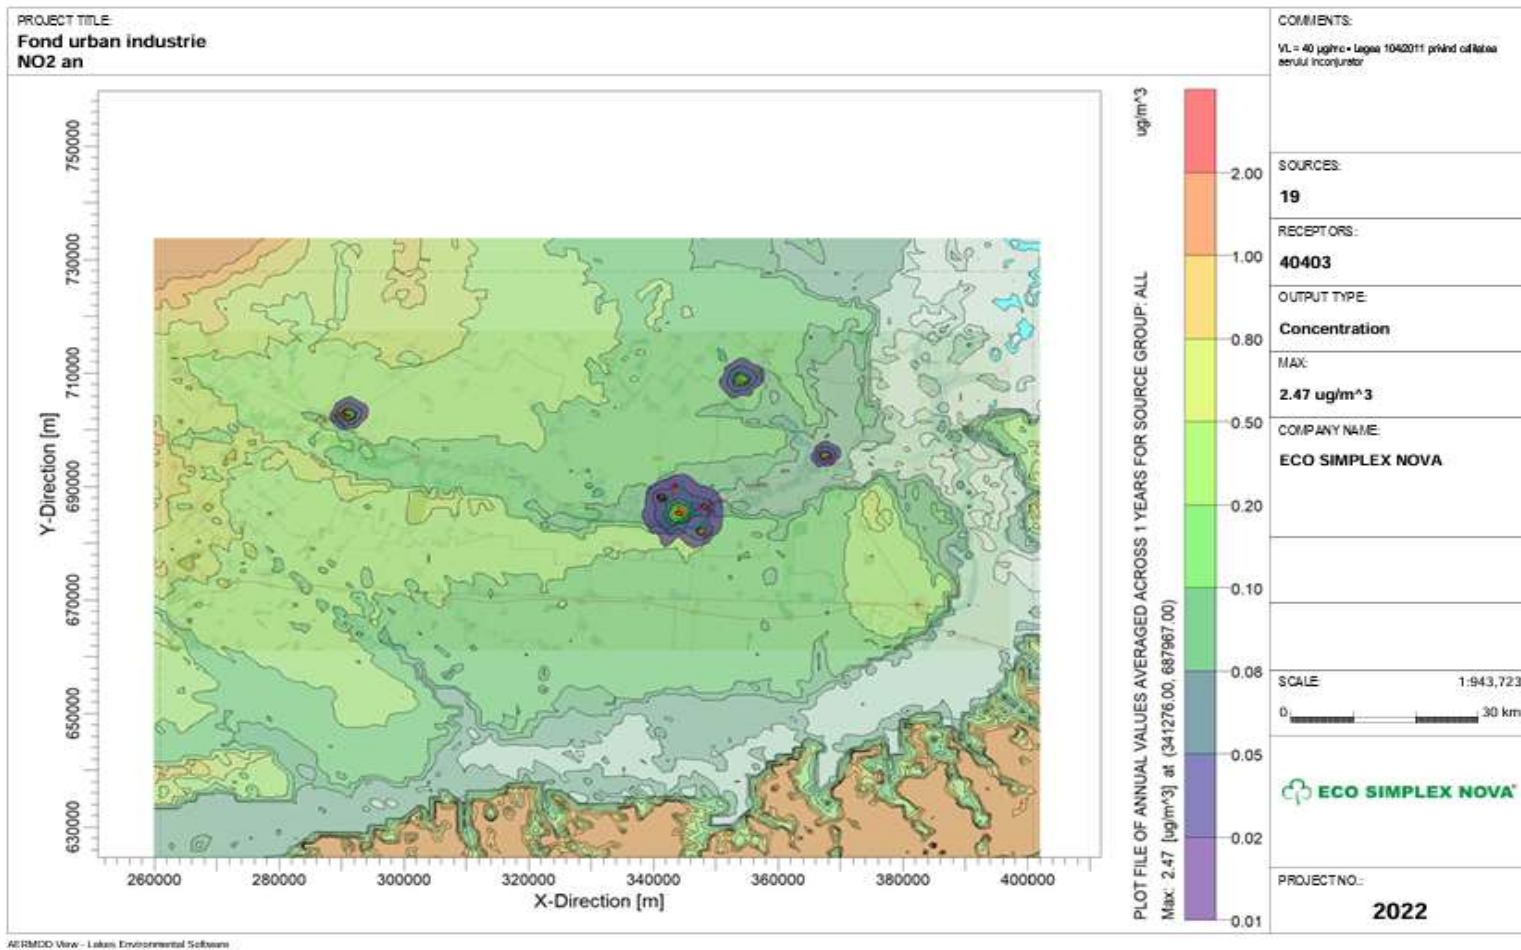 PROJECT TITLE:
Fond urban industrie
NO2 an
COMMENTS:
VL = 40 µg/mc - Legea 104/2011 privind calitatea
aerului inconjurator
SOURCES:
19
RECEPTORS:
40403
OUTPUT TYPE:
Concentration
MAX:
2.47 ug/m^3
COMPANY NAME:
ECO SIMPLEX NOVA
SCALE:
1:943,723
0
30 km
ECO SIMPLEX NOVA
PROJECT NO.:
2022
Y-Direction [m]
750000
730000
710000
690000
670000
650000
630000
260000
280000
300000
320000
340000
360000
380000
400000
X-Direction [m]
PLOT FILE OF ANNUAL VALUES AVERAGED ACROSS 1 YEARS FOR SOURCE GROUP: ALL
Max: 2.47 [ug/m^3] at (341276.00, 687967.00)
ug/m^3
2.00
1.00
0.80
0.50
0.20
0.10
0.08
0.05
0.02
0.01
AERMOD View - Lakes Environmental Software